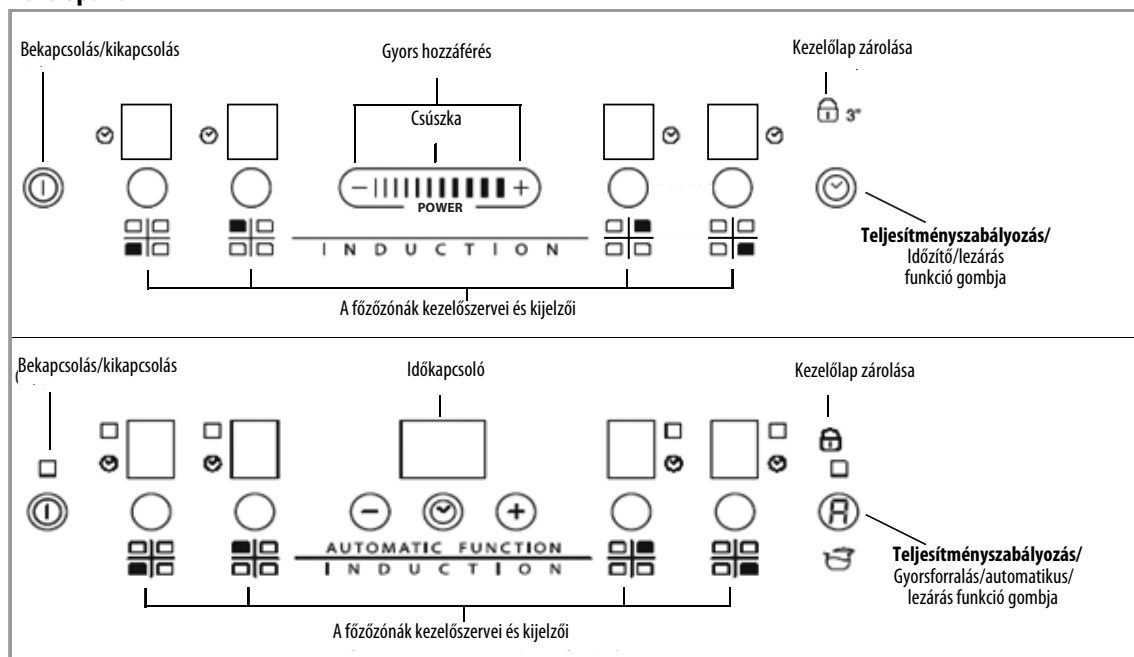 Bekapcsolás/kikapcsolás
Gyors hozzáférés
Kezelőlap zárolása
Csúszka
3"
POWER
INDUCTION
Teljesítményszabályozás/
Időzítő/lezárás
funkció gombja
A főzőzónák kezelőszervei és kijelzői
Bekapcsolás/kikapcsolás
Időkapcsoló
Kezelőlap zárolása
A
AUTOMATIC FUNCTION
INDUCTION
Teljesítményszabályozás/
Gyorsforralás/automatikus/
lezárás funkció gombja
A főzőzónák kezelőszervei és kijelzői